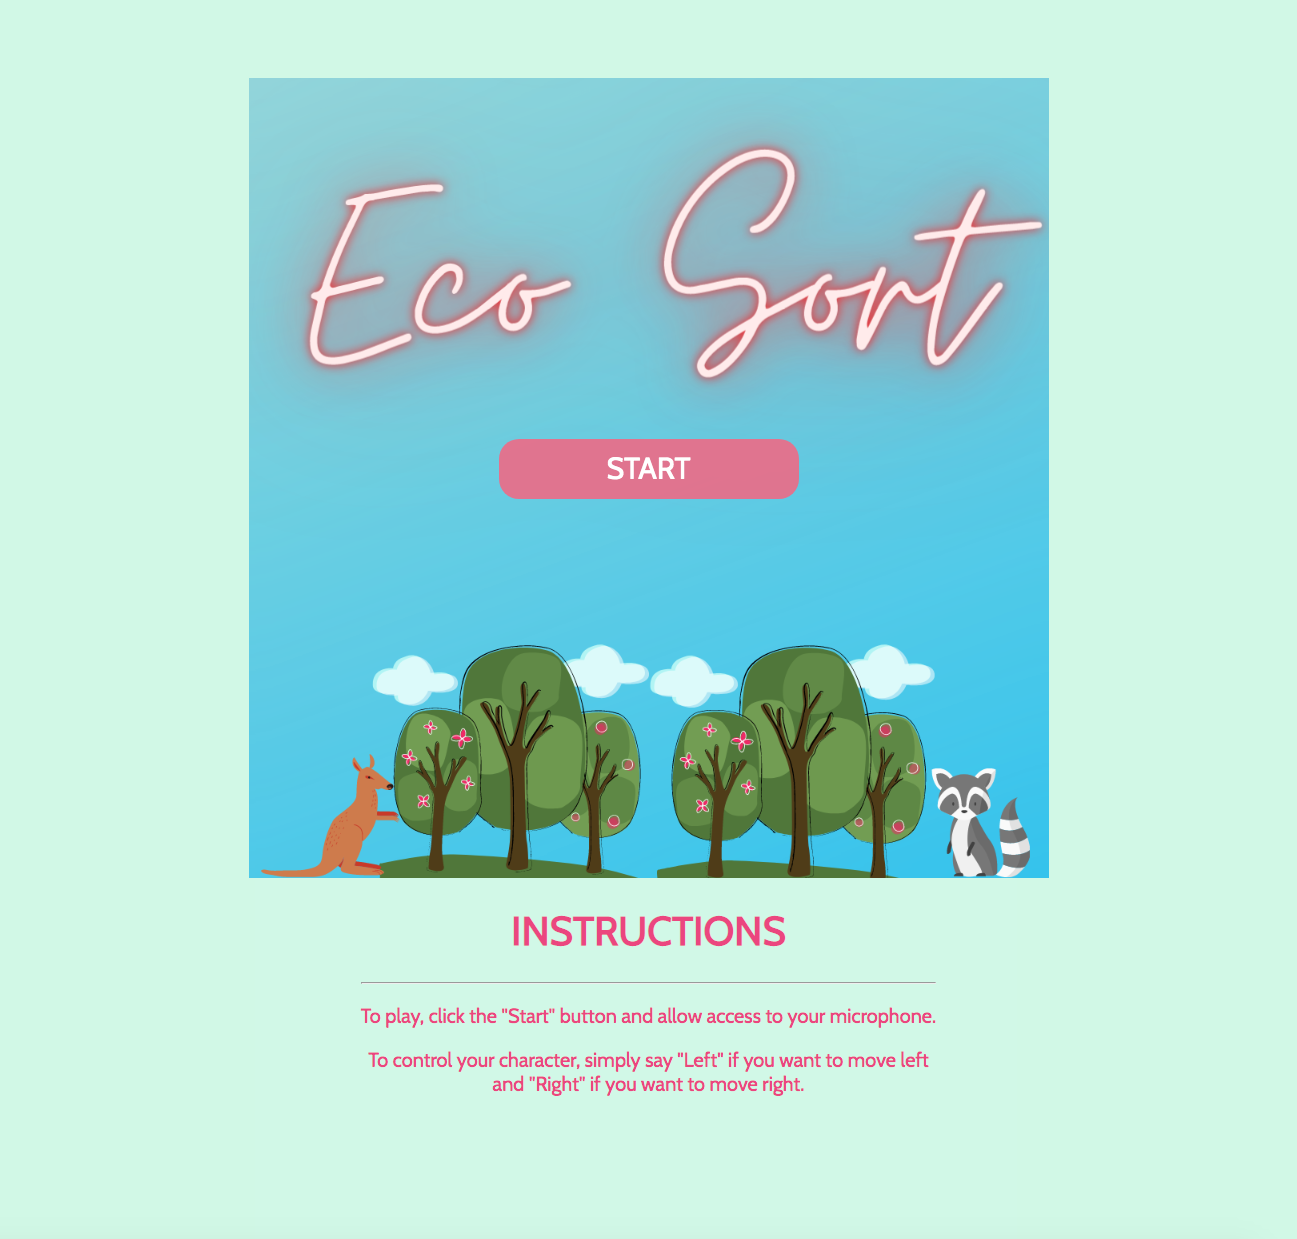 Eco Sort
START
INSTRUCTIONS
To play, click the "Start" button and allow access to your microphone.
To control your character, simply say "Left" if you want to move left
and "Right" if you want to move right.